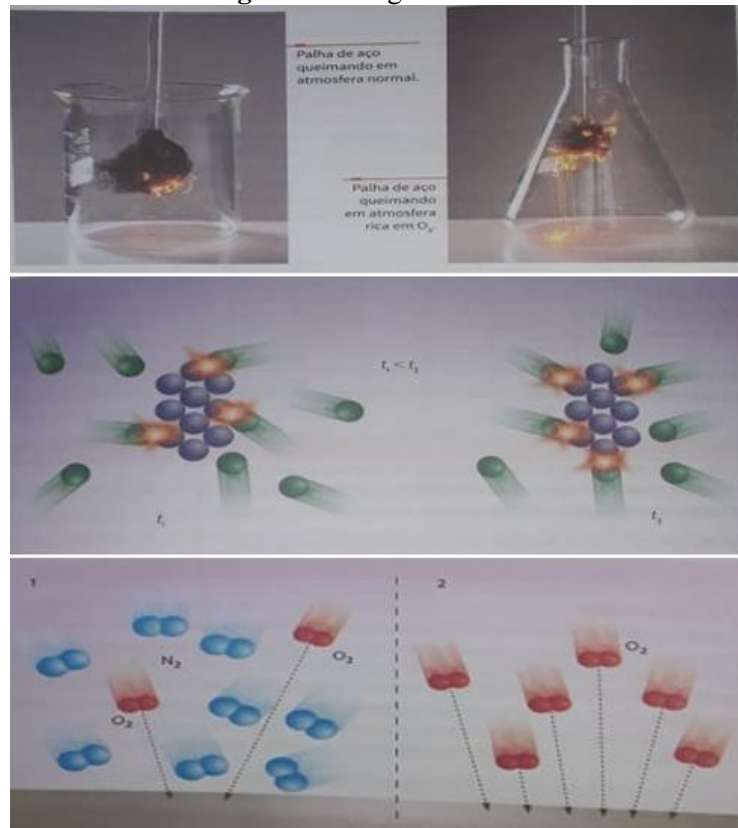 Palha de aço
queimando em
atmosfera normal.
Palha de aço
queimando
em atmosfera
rica em O₂.
t₁ < t₂
t₁
t₂
1
2
N₂
O₂
O₂
O₂